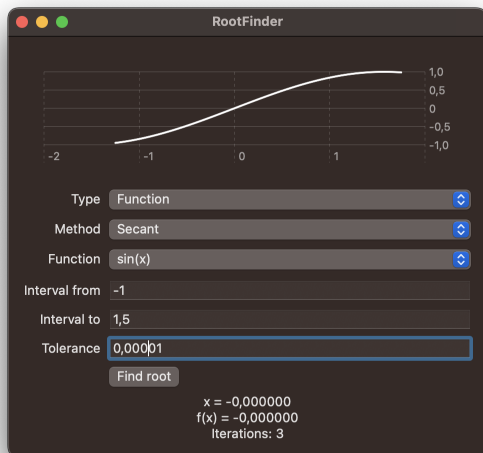 RootFinder
1,0
0,5
0
-0,5
-1,0
-2 -1 0 1
Type Function
Method Secant
Function sin(x)
Interval from -1
Interval to 1,5
Tolerance 0,00001
Find root
x = -0,000000
f(x) = -0,000000
Iterations: 3